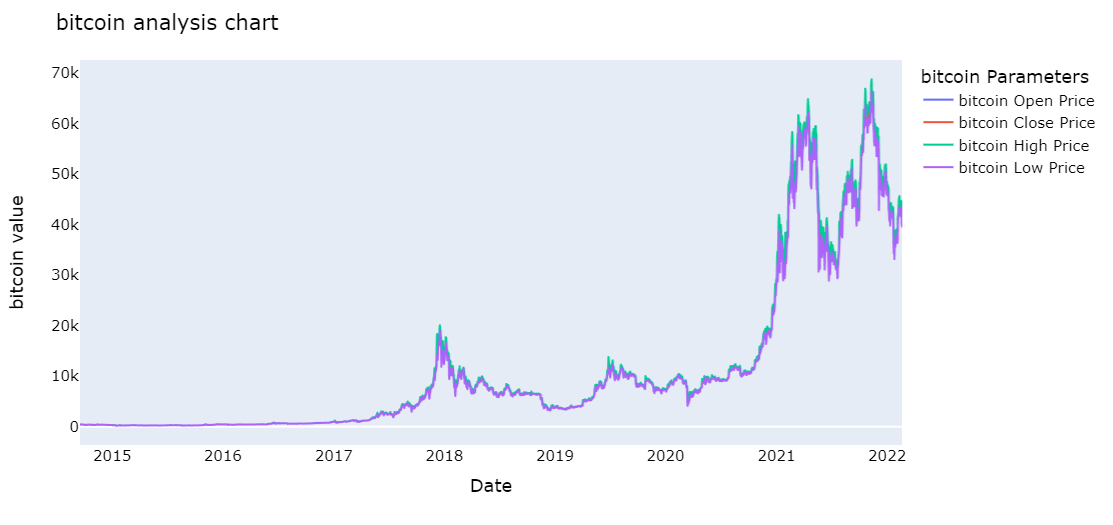 bitcoin analysis chart
bitcoin value
70k
60k
50k
40k
30k
20k
10k
0
2015 2016 2017 2018 2019 2020 2021 2022
Date
bitcoin Parameters
bitcoin Open Price
bitcoin Close Price
bitcoin High Price
bitcoin Low Price